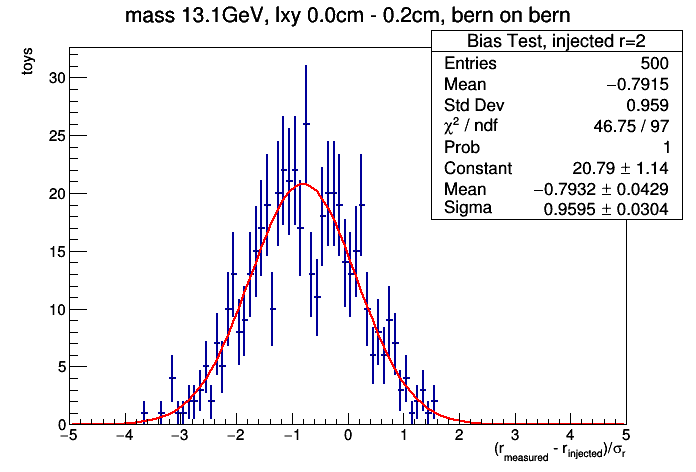 mass 13.1GeV, lxy 0.0cm - 0.2cm, bern on bern
Bias Test, injected r=2
Entries 500
Mean −0.7915
Std Dev 0.959
χ² / ndf 46.75 / 97
Prob 1
Constant 20.79 ± 1.14
Mean −0.7932 ± 0.0429
Sigma 0.9595 ± 0.0304
toys
30
25
20
15
10
5
0
−5 −4 −3 −2 −1 0 1 2 3 4 5
(r_measured - r_injected)/σ_r